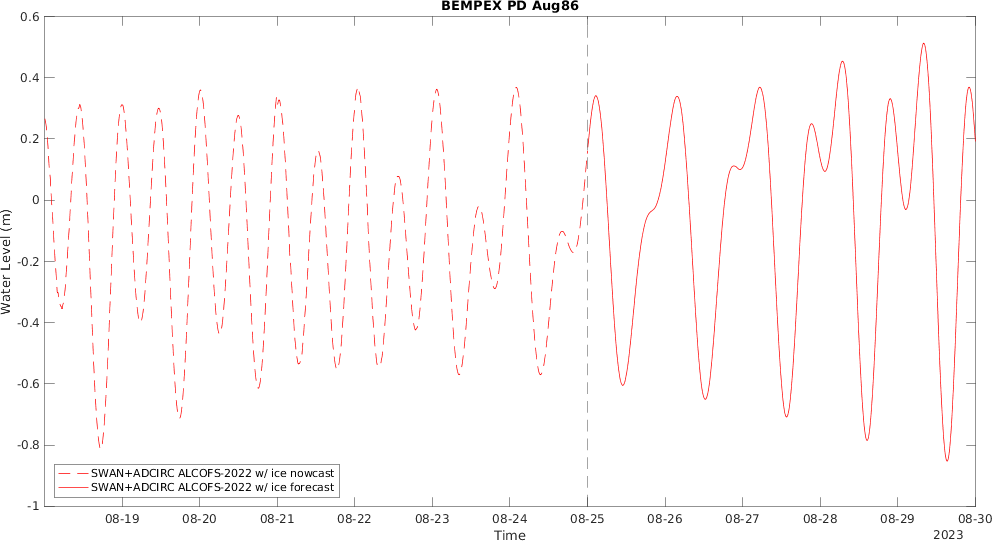 BEMPEX PD Aug86
0.6
0.4
0.2
0
-0.2
-0.4
-0.6
-0.8
-1
Water Level (m)
SWAN+ADCIRC ALCOFS-2022 w/ ice nowcast
SWAN+ADCIRC ALCOFS-2022 w/ ice forecast
08-19 08-20 08-21 08-22 08-23 08-24 08-25 08-26 08-27 08-28 08-29 08-30
Time
2023